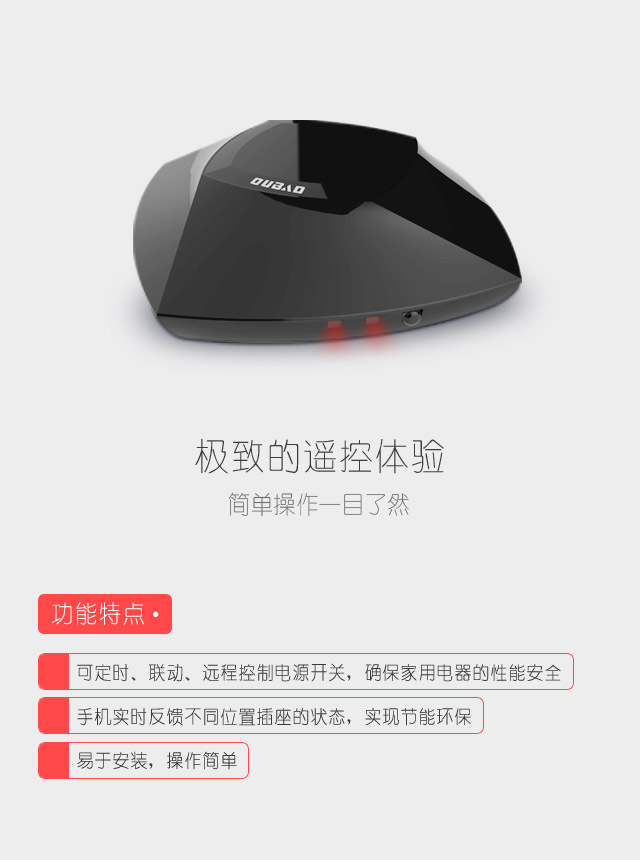 OUBAO
极致的遥控体验
简单操作一目了然
功能特点·
可定时、联动、远程控制电源开关，确保家用电器的性能安全
手机实时反馈不同位置插座的状态，实现节能环保
易于安装，操作简单